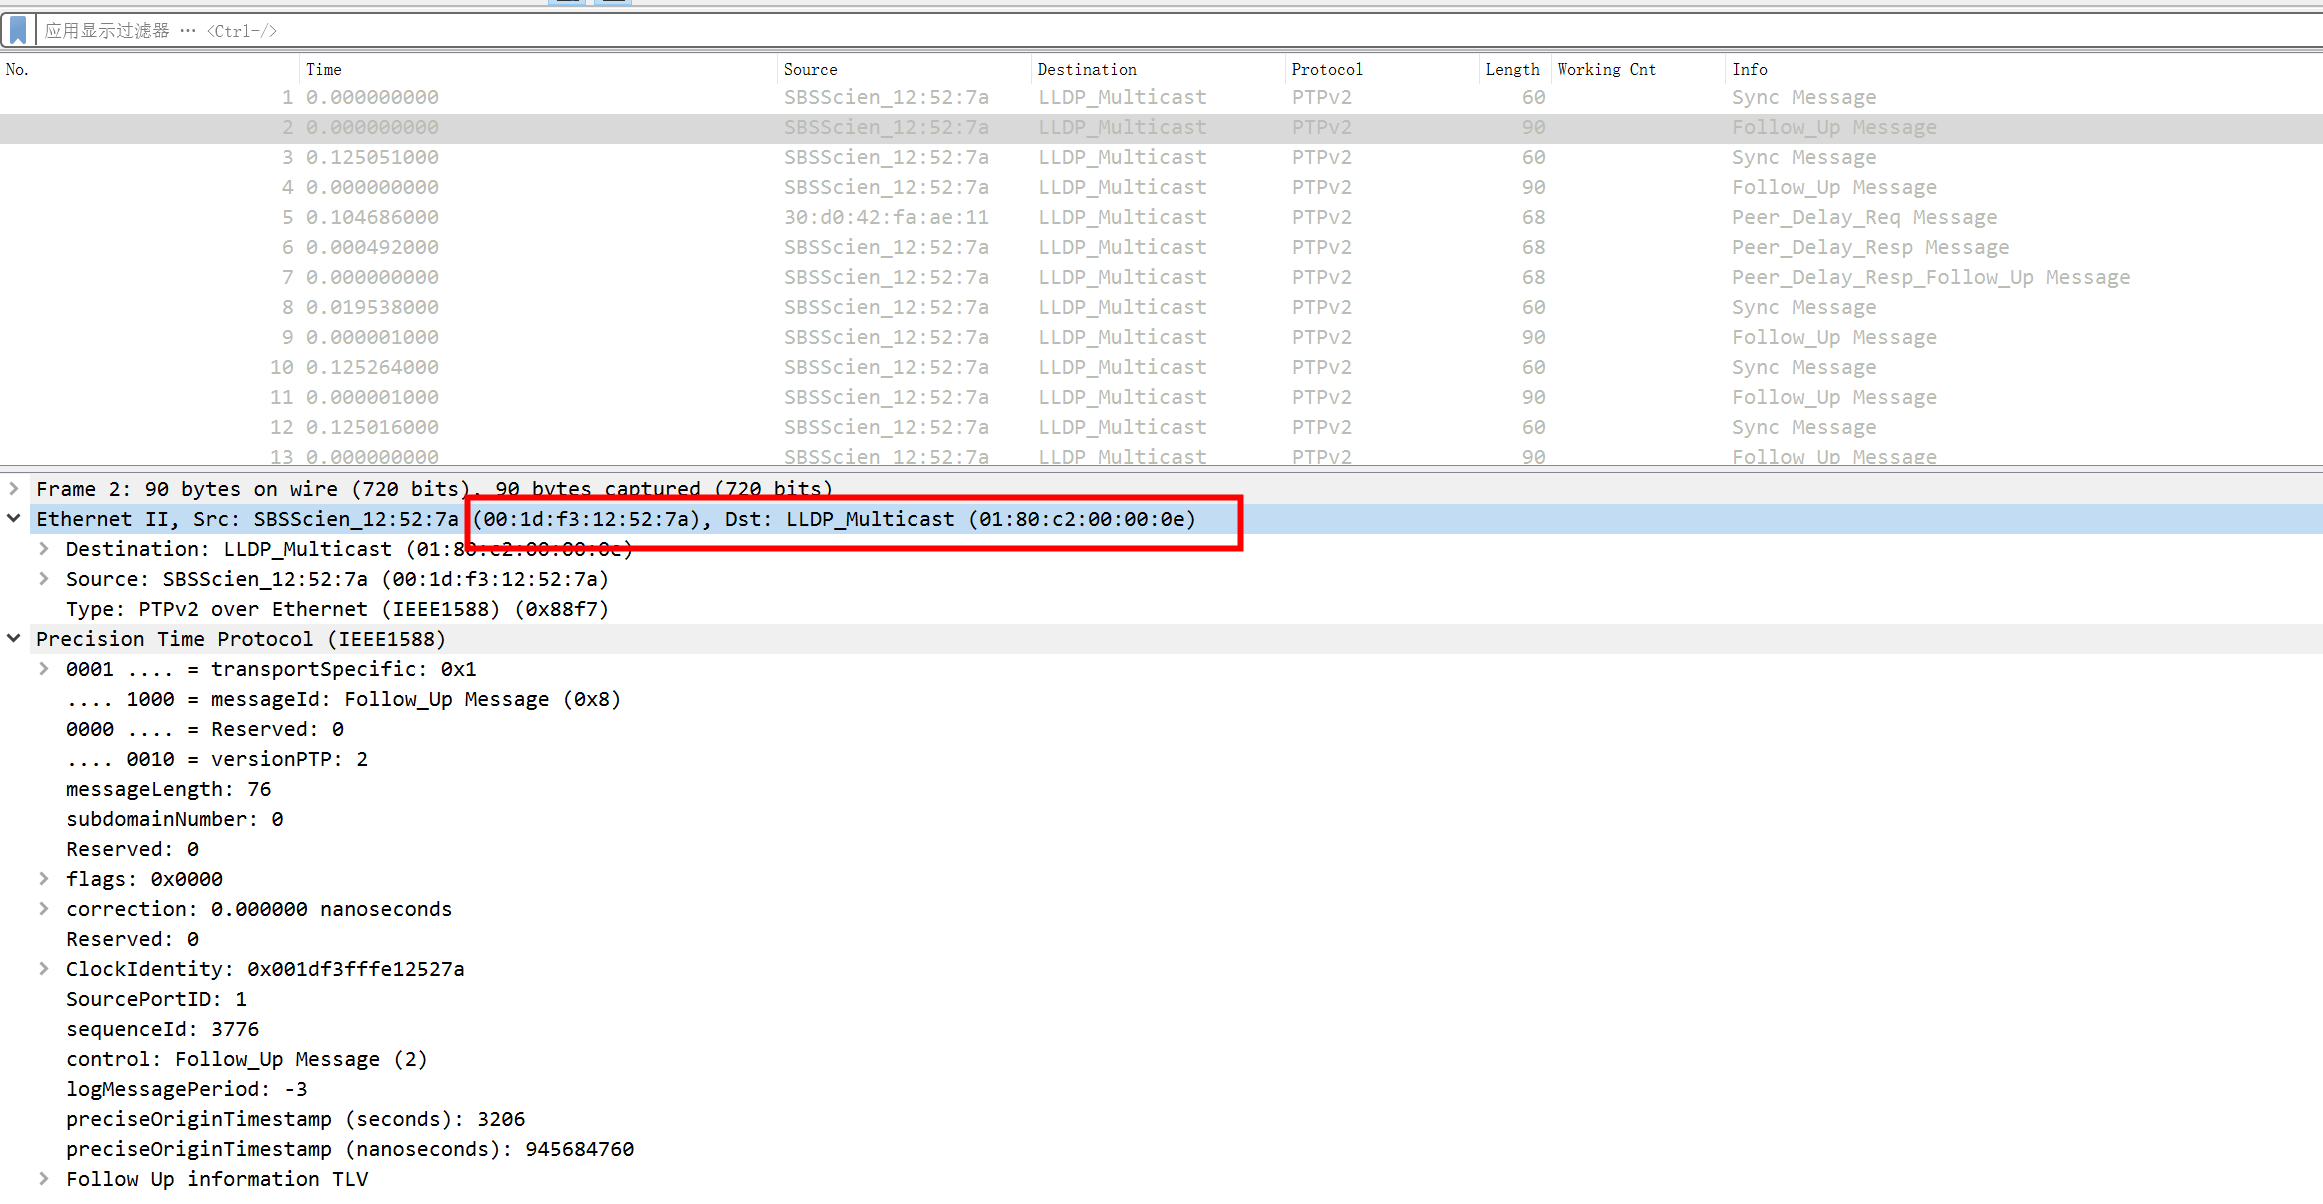 应用显示过滤器 … <Ctrl-/>
No. Time Source Destination Protocol Length Working Cnt Info
1 0.000000000 SBSScien_12:52:7a LLDP_Multicast PTPv2 60 Sync Message
2 0.000000000 SBSScien_12:52:7a LLDP_Multicast PTPv2 90 Follow_Up Message
3 0.125051000 SBSScien_12:52:7a LLDP_Multicast PTPv2 60 Sync Message
4 0.000000000 SBSScien_12:52:7a LLDP_Multicast PTPv2 90 Follow_Up Message
5 0.104686000 30:d0:42:fa:ae:11 LLDP_Multicast PTPv2 68 Peer_Delay_Req Message
6 0.000492000 SBSScien_12:52:7a LLDP_Multicast PTPv2 68 Peer_Delay_Resp Message
7 0.000000000 SBSScien_12:52:7a LLDP_Multicast PTPv2 68 Peer_Delay_Resp_Follow_Up Message
8 0.019538000 SBSScien_12:52:7a LLDP_Multicast PTPv2 60 Sync Message
9 0.000001000 SBSScien_12:52:7a LLDP_Multicast PTPv2 90 Follow_Up Message
10 0.125264000 SBSScien_12:52:7a LLDP_Multicast PTPv2 60 Sync Message
11 0.000001000 SBSScien_12:52:7a LLDP_Multicast PTPv2 90 Follow_Up Message
12 0.125016000 SBSScien_12:52:7a LLDP_Multicast PTPv2 60 Sync Message
13 0.000000000 SBSScien_12:52:7a LLDP_Multicast PTPv2 90 Follow_Up Message
Frame 2: 90 bytes on wire (720 bits), 90 bytes captured (720 bits)
Ethernet II, Src: SBSScien_12:52:7a (00:1d:f3:12:52:7a), Dst: LLDP_Multicast (01:80:c2:00:00:0e)
Destination: LLDP_Multicast (01:80:c2:00:00:0e)
Source: SBSScien_12:52:7a (00:1d:f3:12:52:7a)
Type: PTPv2 over Ethernet (IEEE1588) (0x88f7)
Precision Time Protocol (IEEE1588)
0001 .... = transportSpecific: 0x1
.... 1000 = messageId: Follow_Up Message (0x8)
0000 .... = Reserved: 0
.... 0010 = versionPTP: 2
messageLength: 76
subdomainNumber: 0
Reserved: 0
flags: 0x0000
correction: 0.000000 nanoseconds
Reserved: 0
ClockIdentity: 0x001df3fffe12527a
SourcePortID: 1
sequenceId: 3776
control: Follow_Up Message (2)
logMessagePeriod: -3
preciseOriginTimestamp (seconds): 3206
preciseOriginTimestamp (nanoseconds): 945684760
Follow Up information TLV